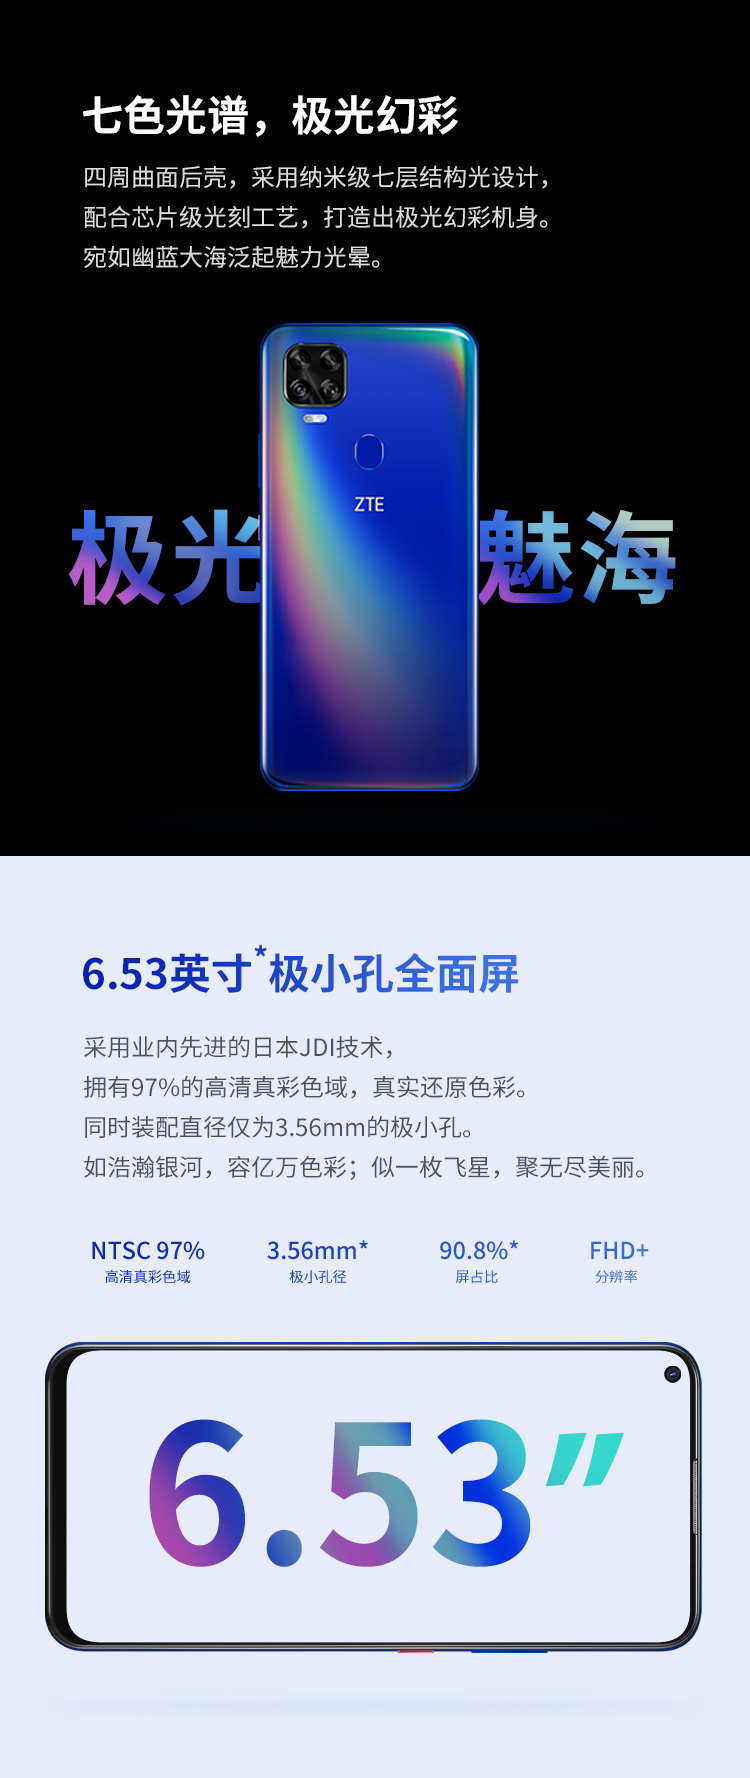 七色光谱，极光幻彩
四周曲面后壳，采用纳米级七层结构光设计，
配合芯片级光刻工艺，打造出极光幻彩机身。
宛如幽蓝大海泛起魅力光晕。
ZTE
极光 魅海
6.53英寸*极小孔全面屏
采用业内先进的日本JDI技术，
拥有97%的高清真彩色域，真实还原色彩。
同时装配直径仅为3.56mm的极小孔。
如浩瀚银河，容亿万色彩；似一枚飞星，聚无尽美丽。
NTSC 97% 3.56mm* 90.8%* FHD+
高清真彩色域 极小孔径 屏占比 分辨率
6.53″